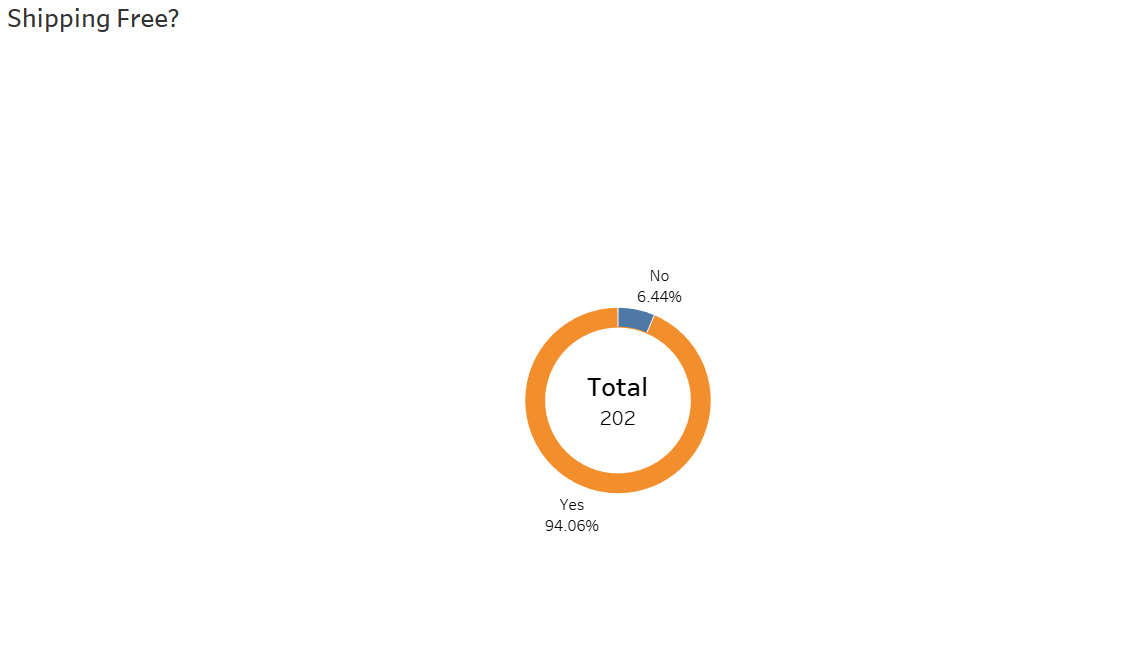 Shipping Free?
No
6.44%
Total
202
Yes
94.06%